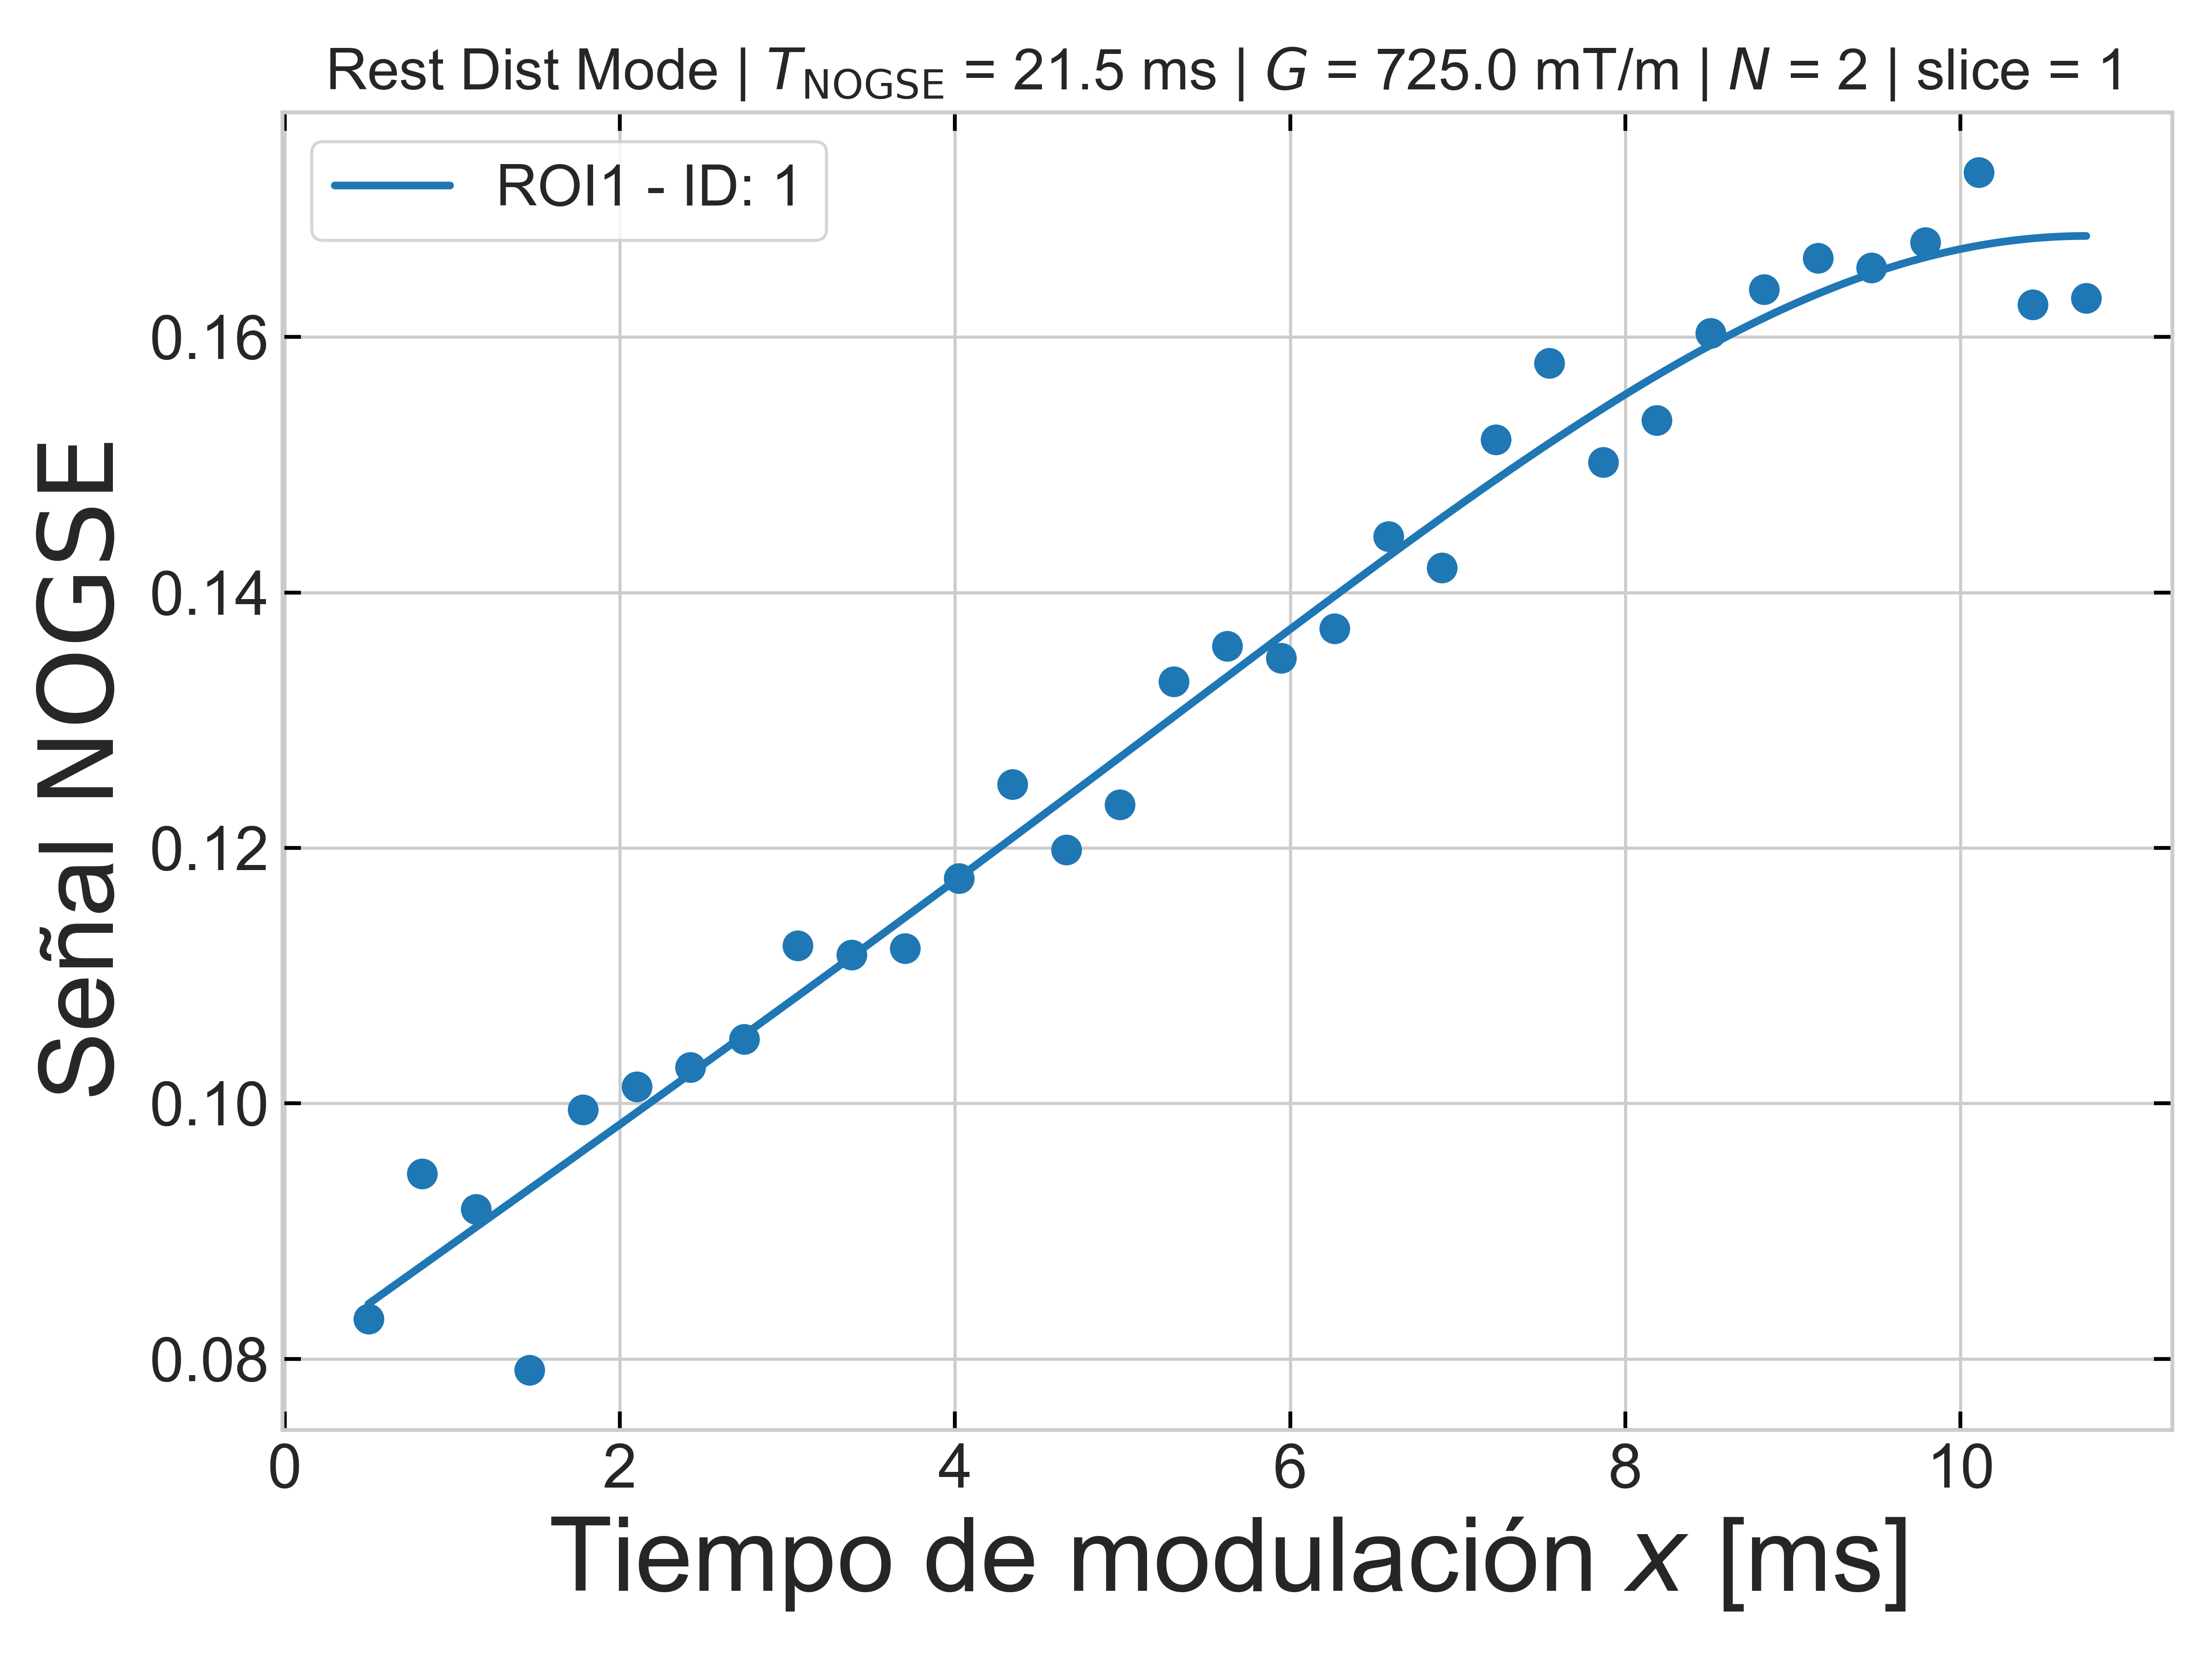 Rest Dist Mode | T_NOGSE = 21.5 ms | G = 725.0 mT/m | N = 2 | slice = 1
ROI1 - ID: 1
Señal NOGSE
0.16
0.14
0.12
0.10
0.08
0 2 4 6 8 10
Tiempo de modulación x [ms]